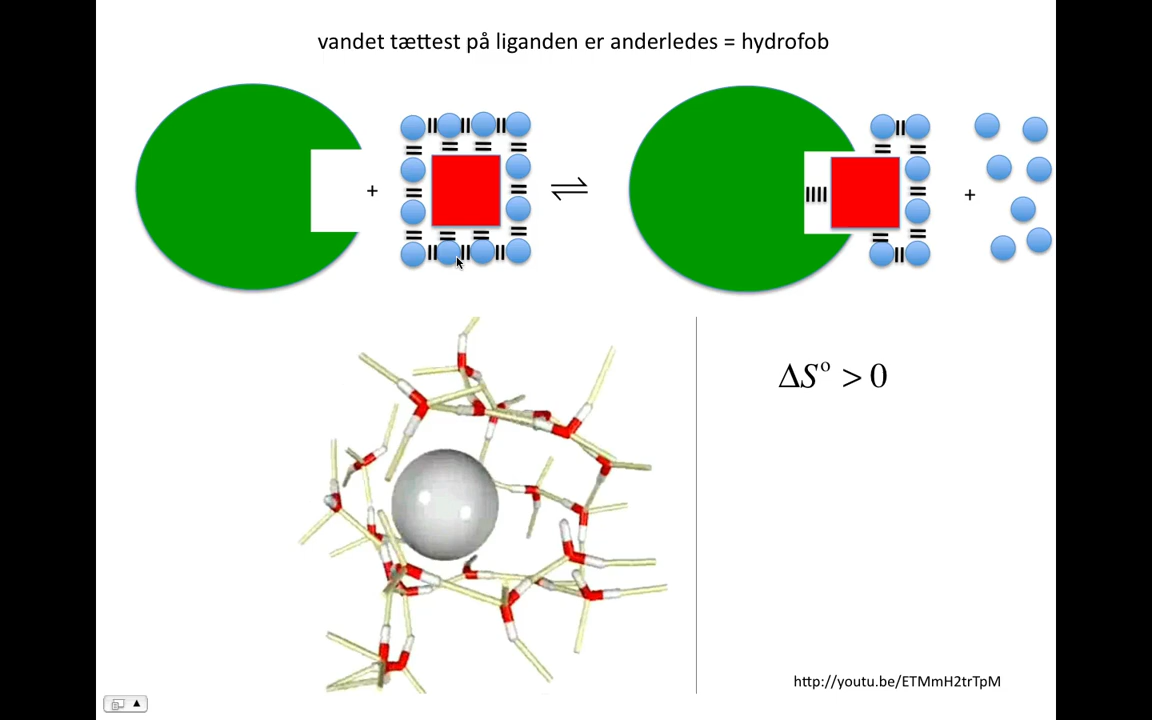 vandet tættest på liganden er anderledes = hydrofob
+
+
ΔS° > 0
http://youtu.be/ETMmH2trTpM